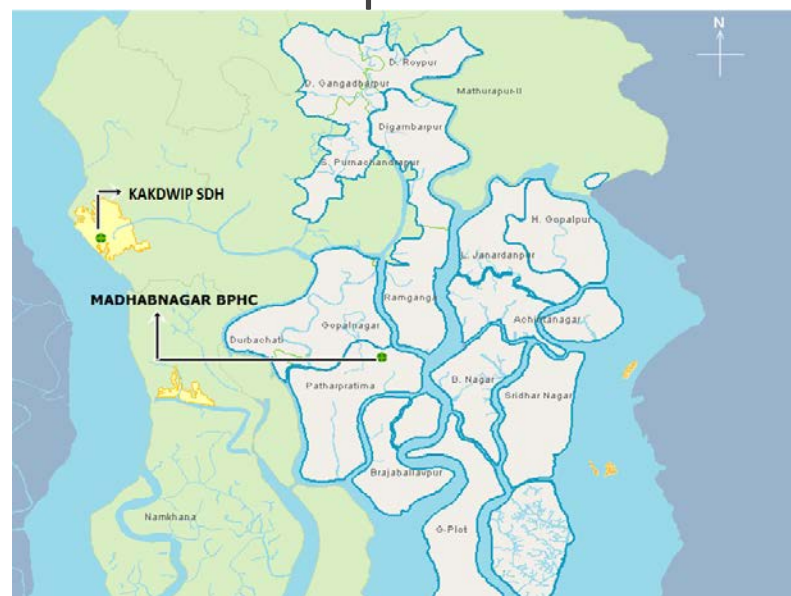 N
D. Roypur
D. Gangadharpur
Mathurapur-II
Digambarpur
S. Purnachandrapur
KAKDWIP SDH
H. Gopalpur
L. Janardanpur
MADHABNAGAR BPHC
Ramganga
Gopalnagar
Achintanagar
Durbachati
Patharpratima
B. Nagar
Sridhar Nagar
Brajaballavpur
Namkhana
G-Plot